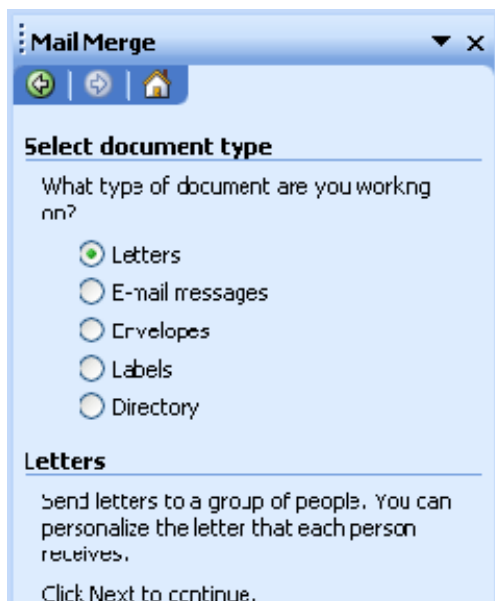 Mail Merge
Select document type
What type of document are you working
on?
Letters
E-mail messages
Envelopes
Labels
Directory
Letters
Send letters to a group of people. You can
personalize the letter that each person
receives.
Click Next to continue.